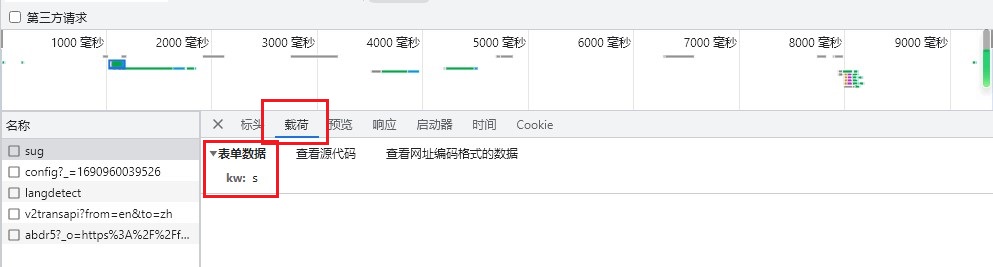 第三方请求
1000 毫秒 2000 毫秒 3000 毫秒 4000 毫秒 5000 毫秒 6000 毫秒 7000 毫秒 8000 毫秒 9000 毫秒
名称
标头 载荷 预览 响应 启动器 时间 Cookie
sug
config?_=1690960039526
langdetect
v2transapi?from=en&to=zh
abdr5?_o=https%3A%2F%2Ff...
表单数据 查看源代码 查看网址编码格式的数据
kw: s